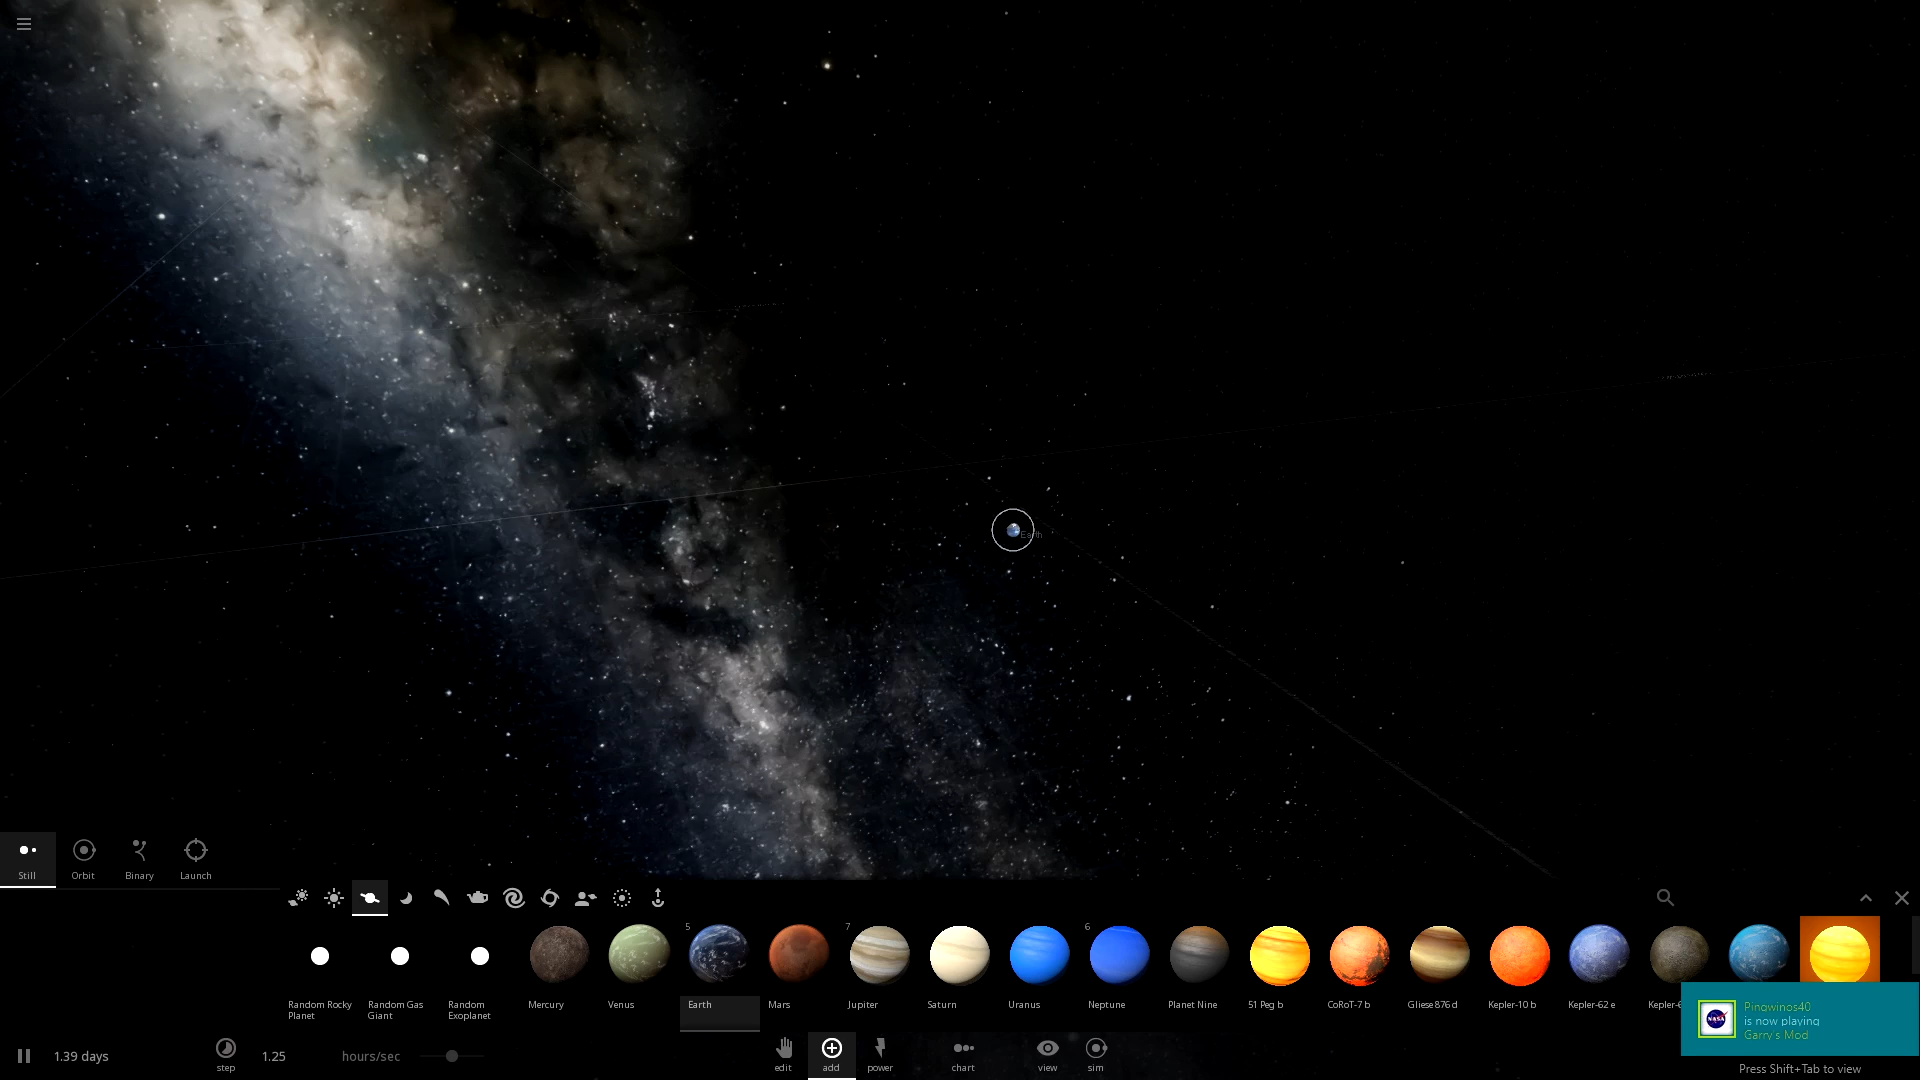 Earth
Still
Orbit
Binary
Launch
5
7
6
Random Rocky
Planet
Random Gas
Giant
Random
Exoplanet
Mercury
Venus
Earth
Mars
Jupiter
Saturn
Uranus
Neptune
Planet Nine
51 Peg b
CoRoT-7 b
Gliese 876 d
Kepler-10 b
Kepler-62 e
NASA
Pingwinos40
is now playing
Garry's Mod
Press Shift+Tab to view
1.39 days
step
1.25
hours/sec
edit
add
power
chart
view
sim